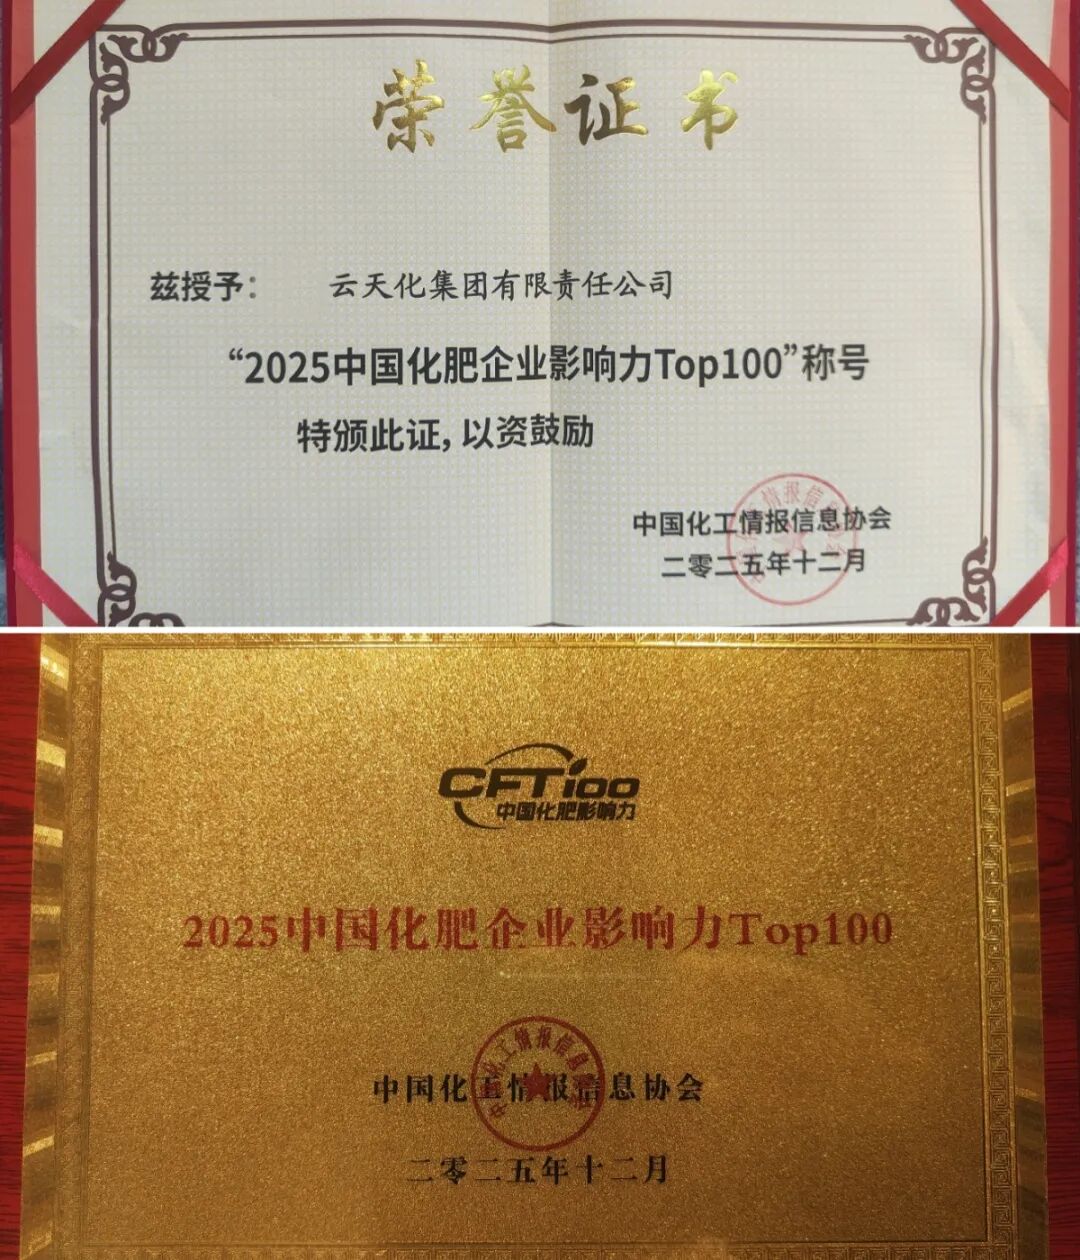 荣誉证书
兹授予： 云天化集团有限责任公司
“2025中国化肥企业影响力Top100”称号
特颁此证，以资鼓励
中国化工情报信息协会
二零二五年十二月
CFT100
中国化肥影响力
2025中国化肥企业影响力Top100
中国化工情报信息协会
二零二五年十二月